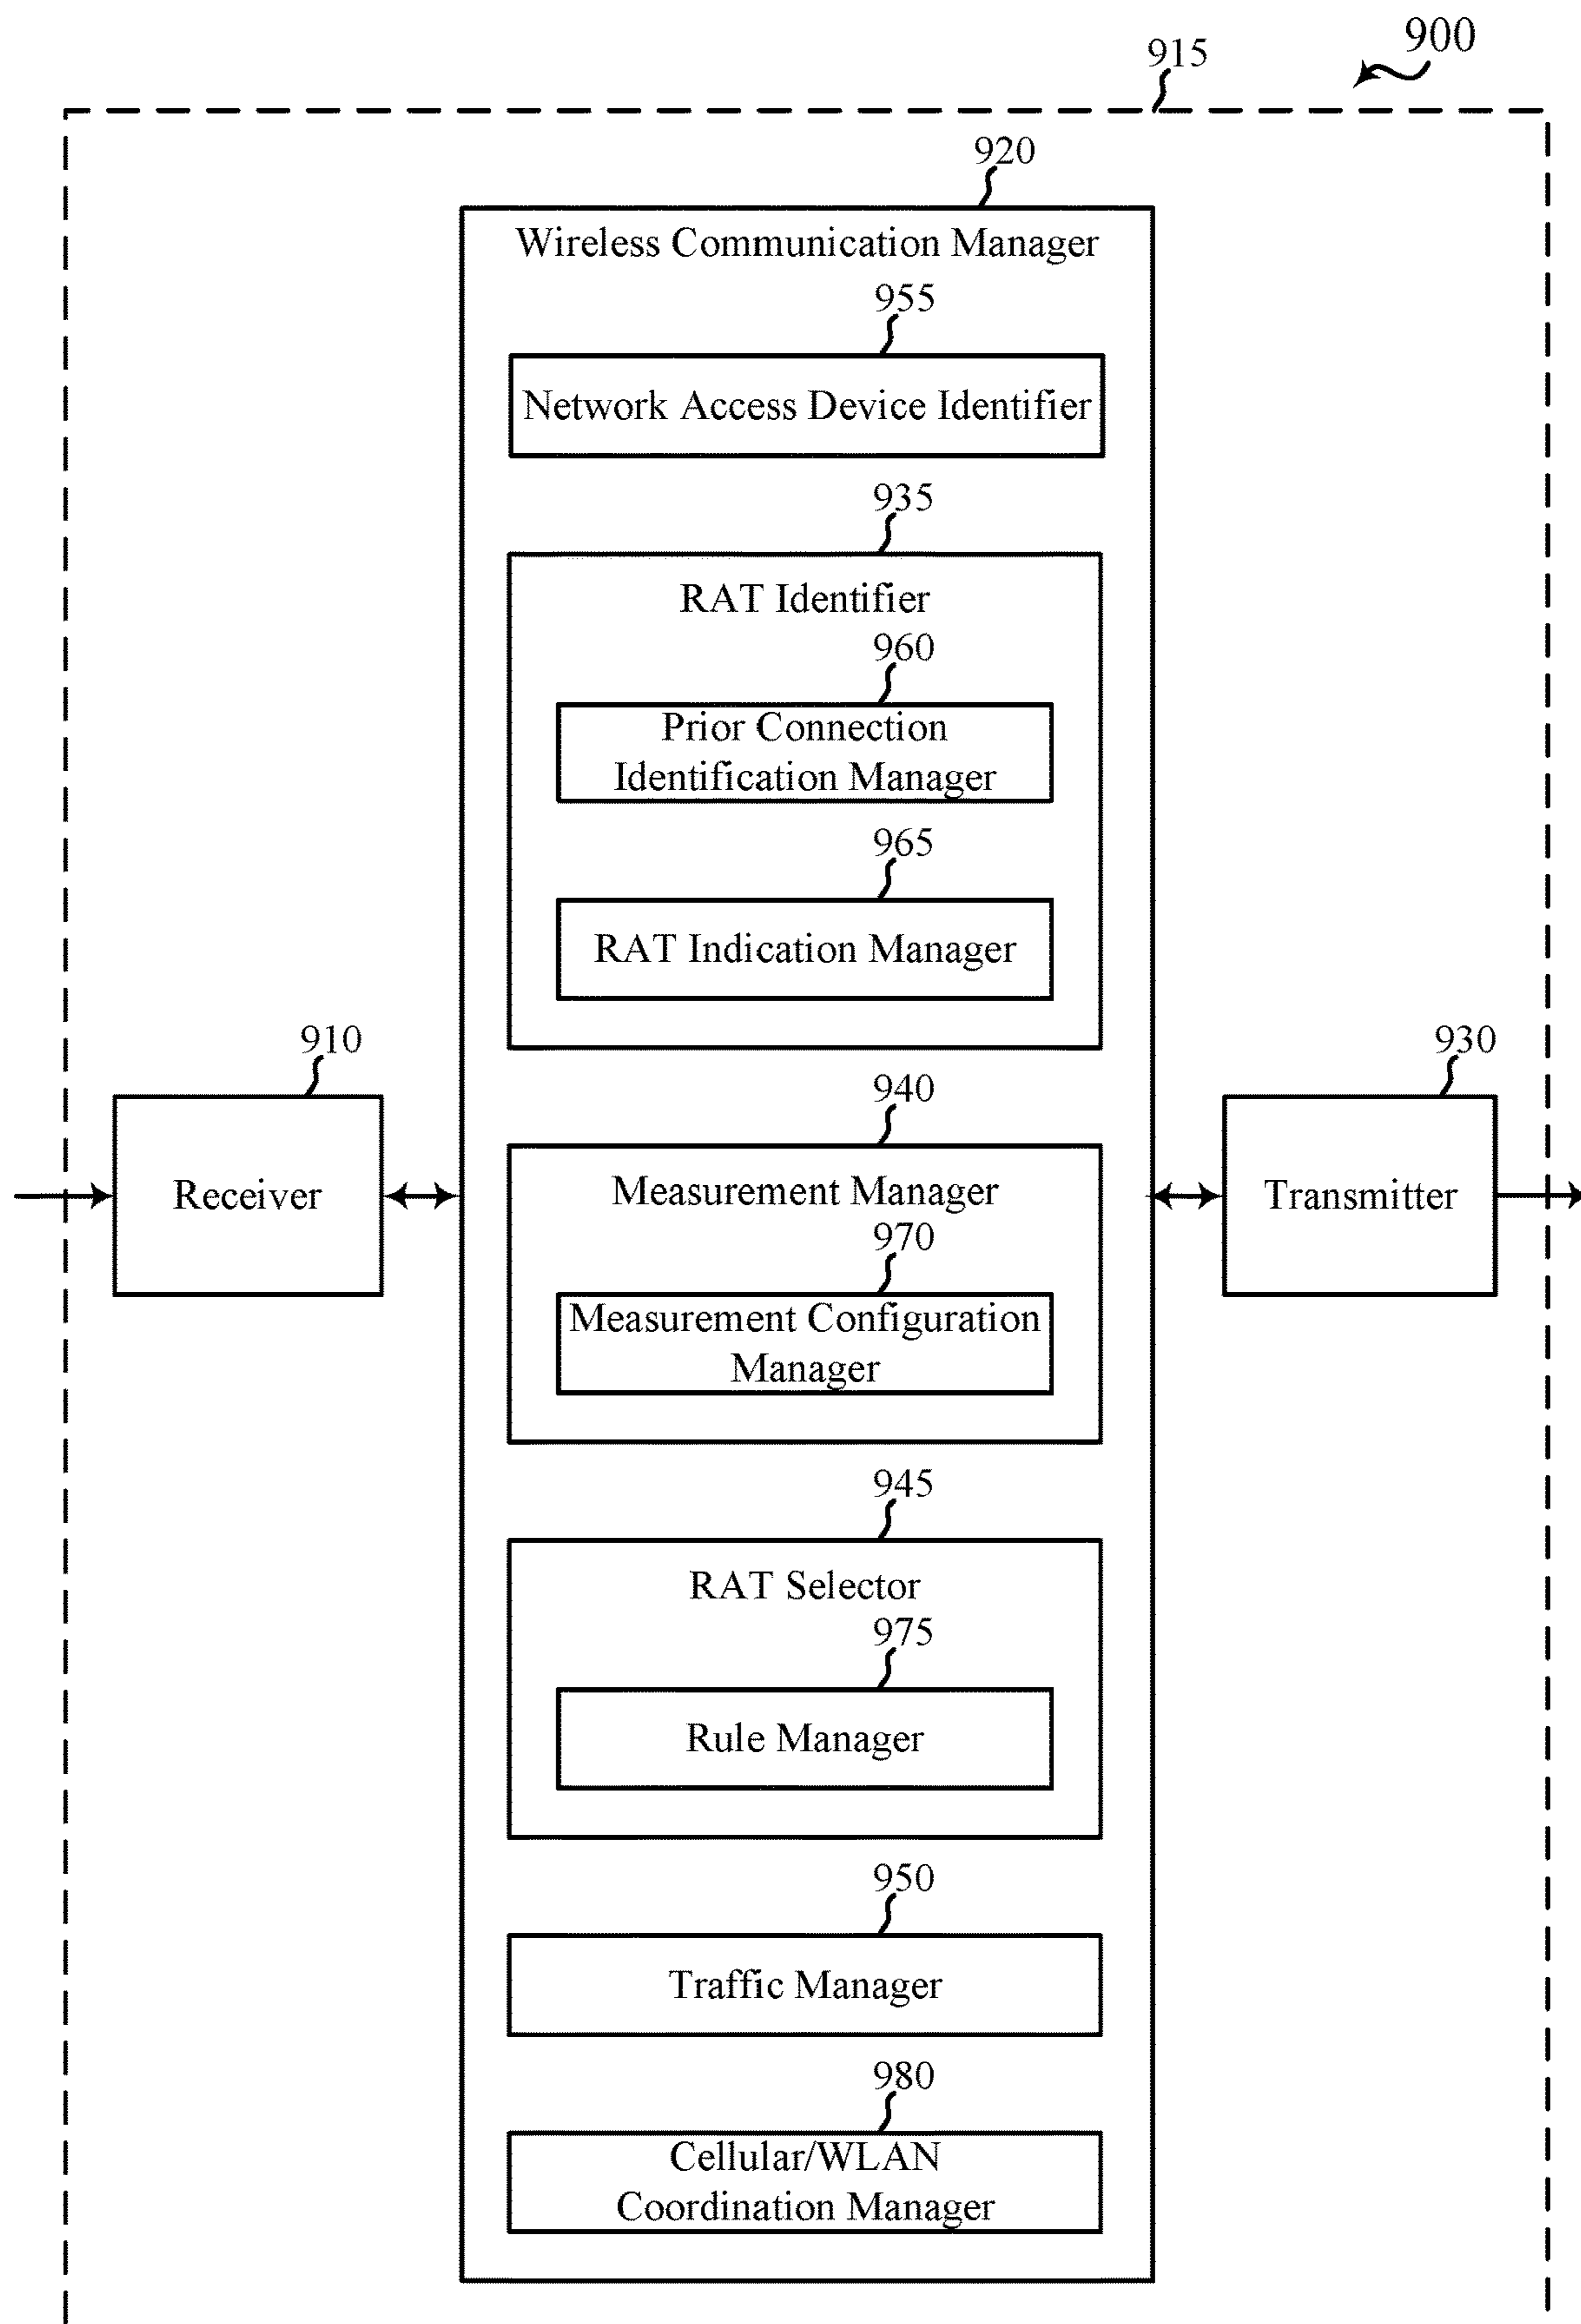 900
915
920
Wireless Communication Manager
955
Network Access Device Identifier
935
RAT Identifier
960
Prior Connection
Identification Manager
965
RAT Indication Manager
910
Receiver
930
Transmitter
940
Measurement Manager
970
Measurement Configuration
Manager
945
RAT Selector
975
Rule Manager
950
Traffic Manager
980
Cellular/WLAN
Coordination Manager